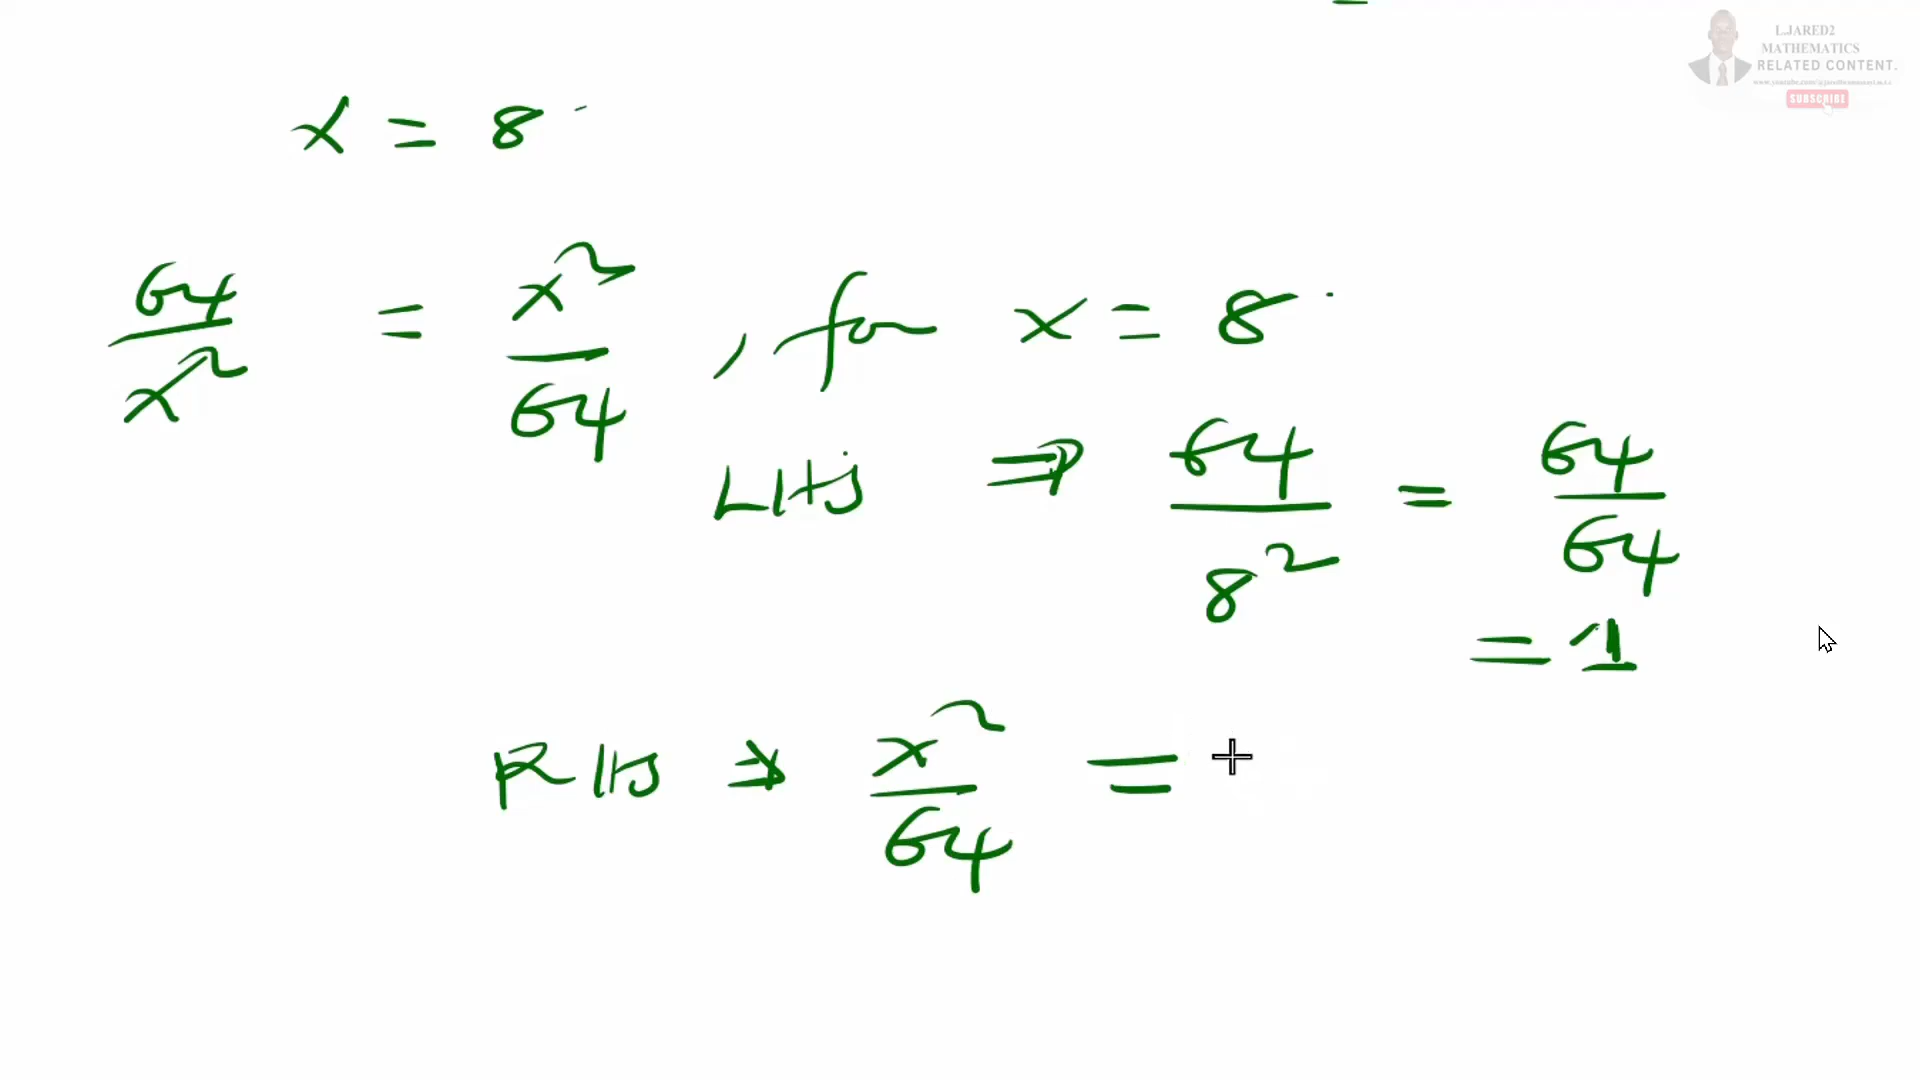 L.JARED2
MATHEMATICS
RELATED CONTENT.
SUBSCRIBE
x = 8
64/x² = x²/64 , for x = 8
LHS ⇒ 64/8² = 64/64
= 1
RHS ⇒ x²/64 =